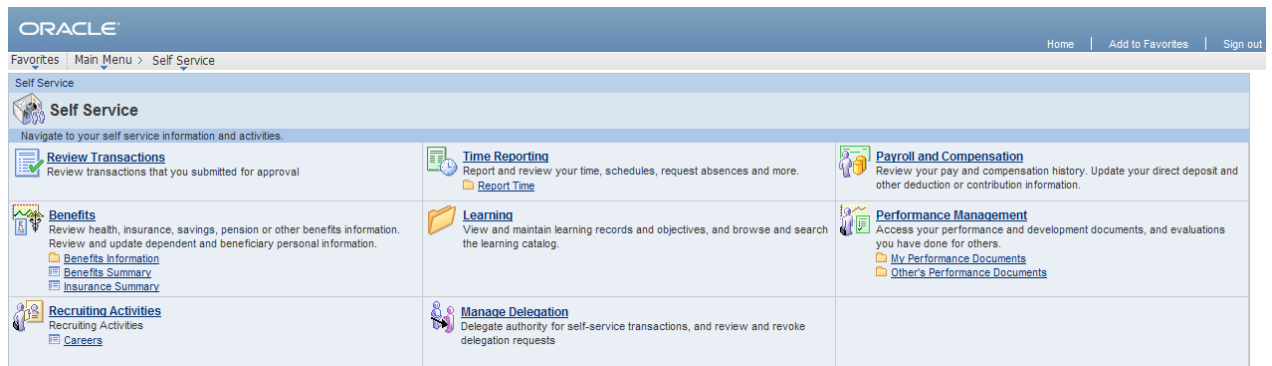 ORACLE
Home | Add to Favorites | Sign out
Favorites Main Menu > Self Service
Self Service
Self Service
Navigate to your self service information and activities.
Review Transactions
Review transactions that you submitted for approval
Time Reporting
Report and review your time, schedules, request absences and more.
Report Time
Payroll and Compensation
Review your pay and compensation history. Update your direct deposit and
other deduction or contribution information.
Benefits
Review health, insurance, savings, pension or other benefits information.
Review and update dependent and beneficiary personal information.
Benefits Information
Benefits Summary
Insurance Summary
Learning
View and maintain learning records and objectives, and browse and search
the learning catalog.
Performance Management
Access your performance and development documents, and evaluations
you have done for others.
My Performance Documents
Other's Performance Documents
Recruiting Activities
Recruiting Activities
Careers
Manage Delegation
Delegate authority for self-service transactions, and review and revoke
delegation requests